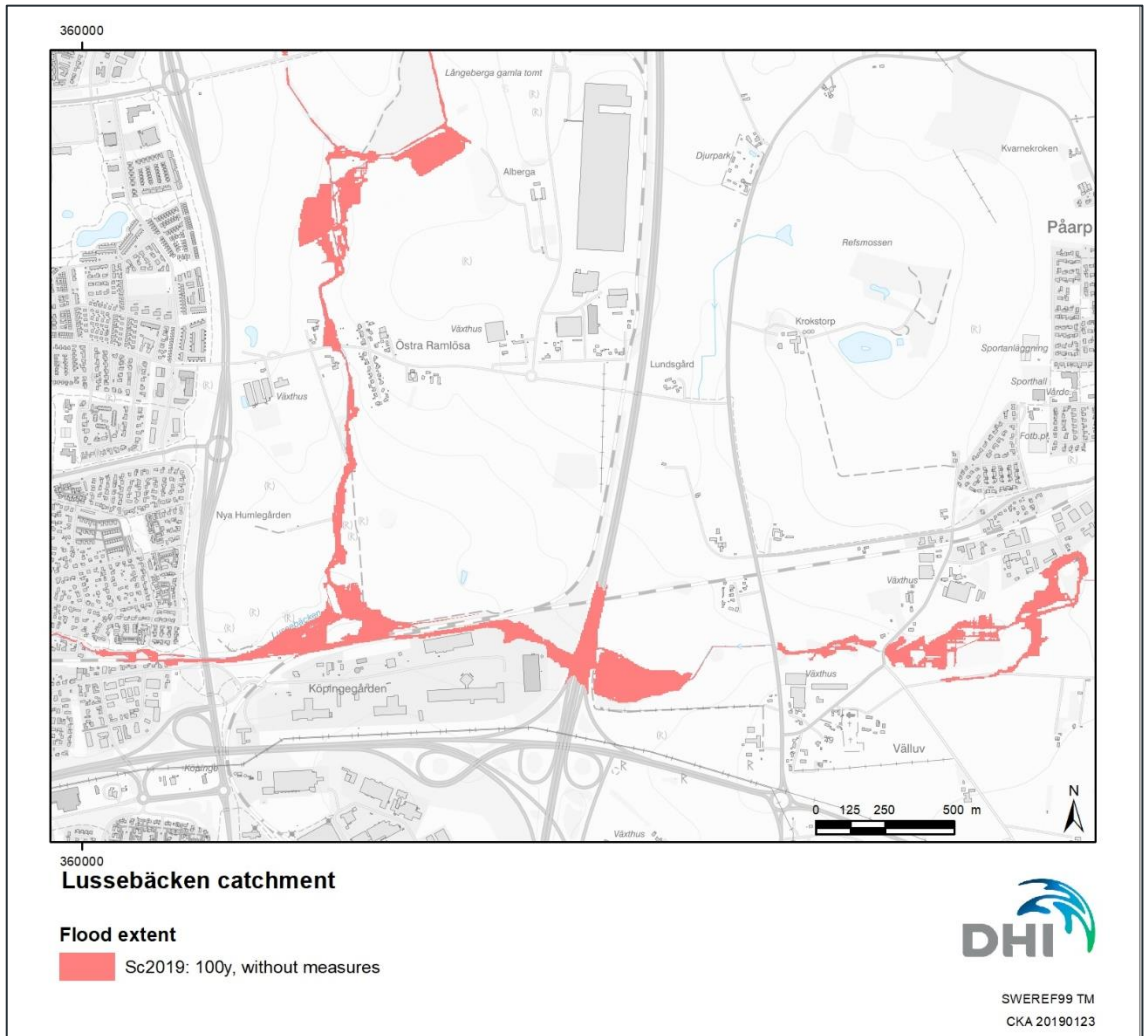 360000
Långeberga gamla tomt
(R)
(R)
Kvarnekroken
Djurpark
Alberga
Påarp
Refsmossen
(R)
(R)
Krokstorp
(R)
Växthus
Östra Ramlösa
Sportanläggning
Lundsgård
(R)
Sporthall
Vårdc
Växthus
Fotb.pl
(R)
(R)
Nya Humlegården
(R)
(R)
(R)
Växthus
(R)
(R)
Lussebäcken
(R)
Köpingegården
Växthus
Välluv
(R)
R
R
Köpinge
N
0 125 250 500 m
Växthus
360000
Lussebäcken catchment
Flood extent
Sc2019: 100y, without measures
DHI
SWEREF99 TM
CKA 20190123